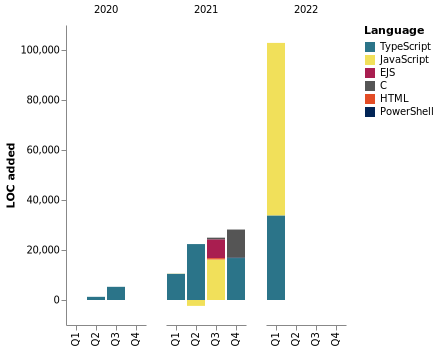 2020 2021 2022
Language
TypeScript
JavaScript
EJS
C
HTML
PowerShell
LOC added
100,000
80,000
60,000
40,000
20,000
0
Q1 Q2 Q3 Q4 Q1 Q2 Q3 Q4 Q1 Q2 Q3 Q4